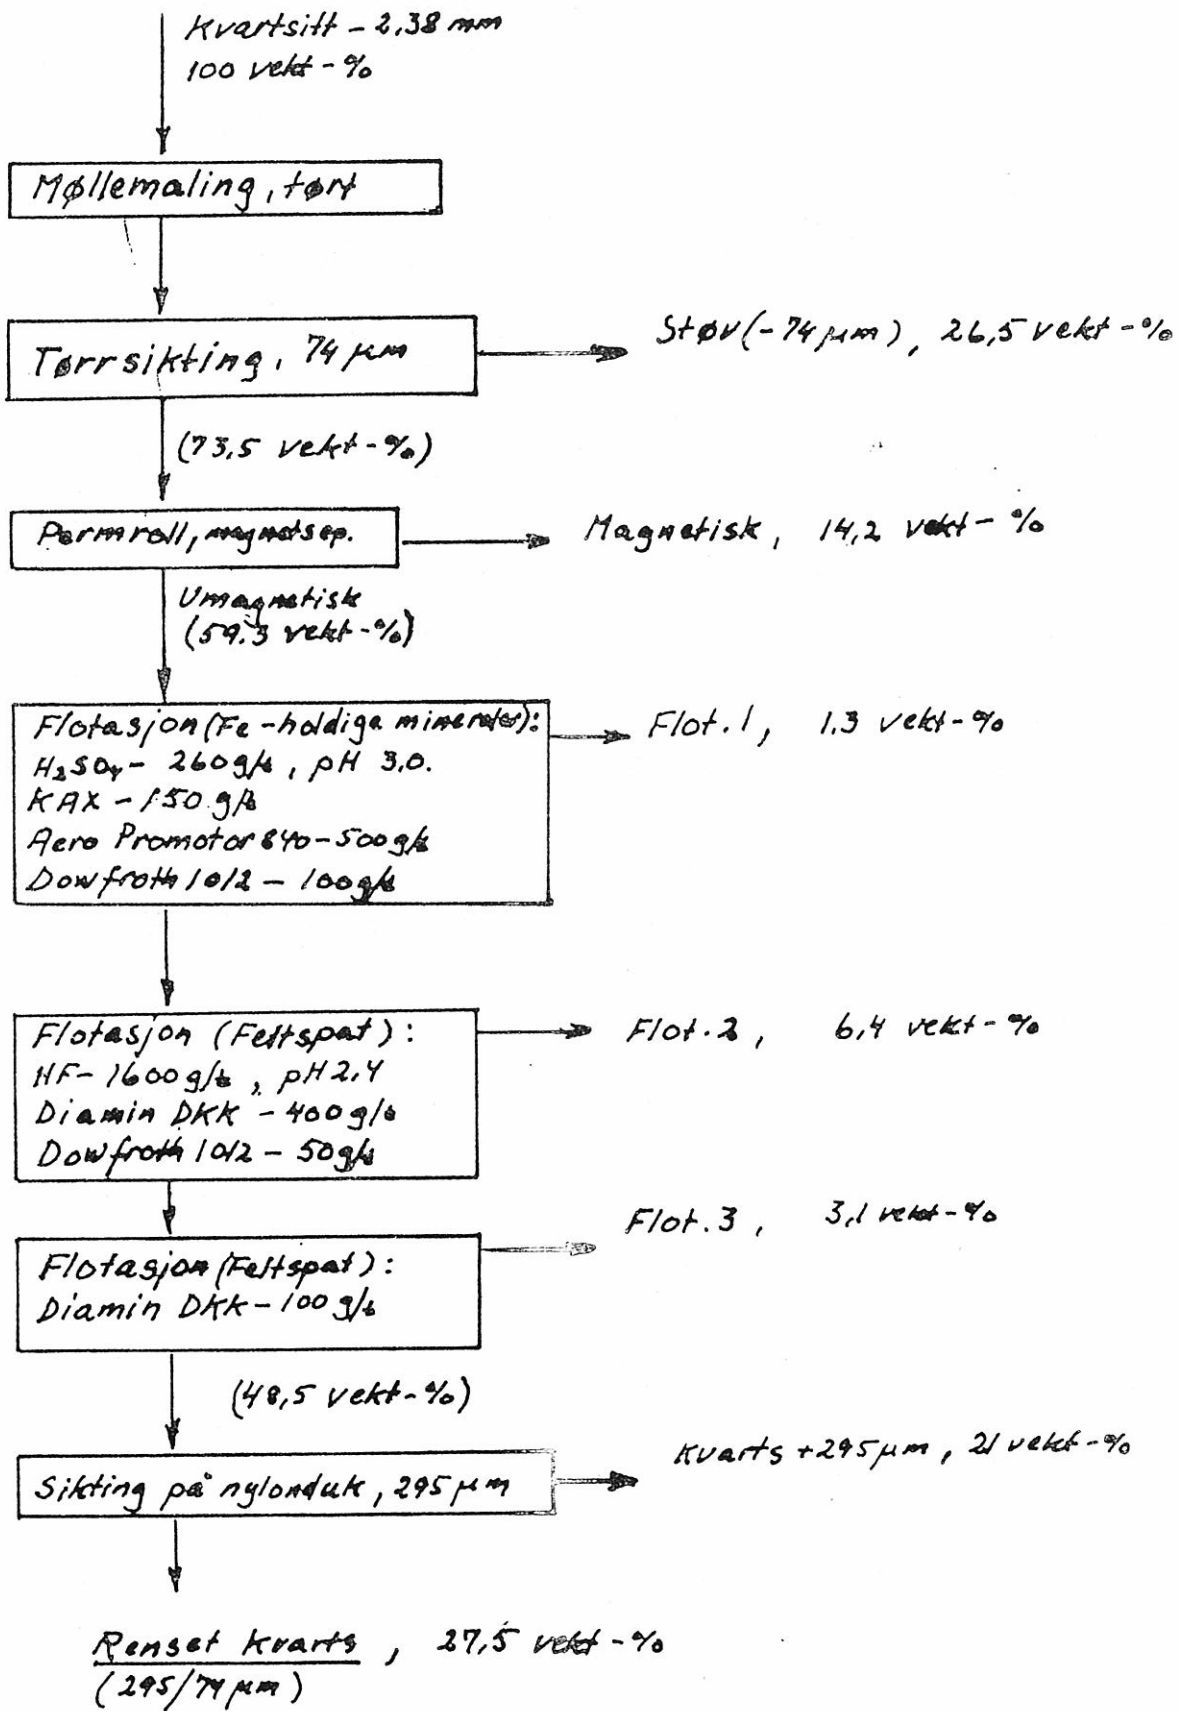 Kvartsitt - 2,38 mm
100 vekt-%
Møllemaling, tørt
Tørrsikting, 74 µm
Støv (-74 µm), 26,5 vekt-%
(73,5 vekt-%)
Permroll, magnetsep.
Magnetisk, 14,2 vekt-%
Umagnetisk
(59.3 vekt-%)
Flotasjon (Fe-holdige mineraler):
H₂SO₄ - 260 g/t, pH 3,0.
KAX - 150 g/t
Aero Promotor 840 - 500 g/t
Dowfroth 1012 - 100 g/t
Flot. 1, 1.3 vekt-%
Flotasjon (Feltspat):
HF - 1600 g/t, pH 2,4
Diamin DKK - 400 g/t
Dowfroth 1012 - 50 g/t
Flot. 2, 6,4 vekt-%
Flot. 3, 3,1 vekt-%
Flotasjon (Feltspat):
Diamin DKK - 100 g/t
(48,5 vekt-%)
Sikting på nylonduk, 295 µm
Kvarts +295 µm, 21 vekt-%
Renset kvarts, 27,5 vekt-%
(295/74 µm)